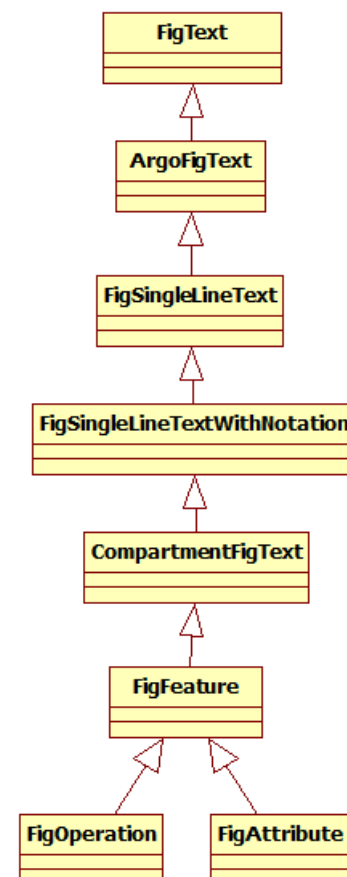 FigText
ArgoFigText
FigSingleLineText
FigSingleLineTextWithNotation
CompartmentFigText
FigFeature
FigOperation
FigAttribute